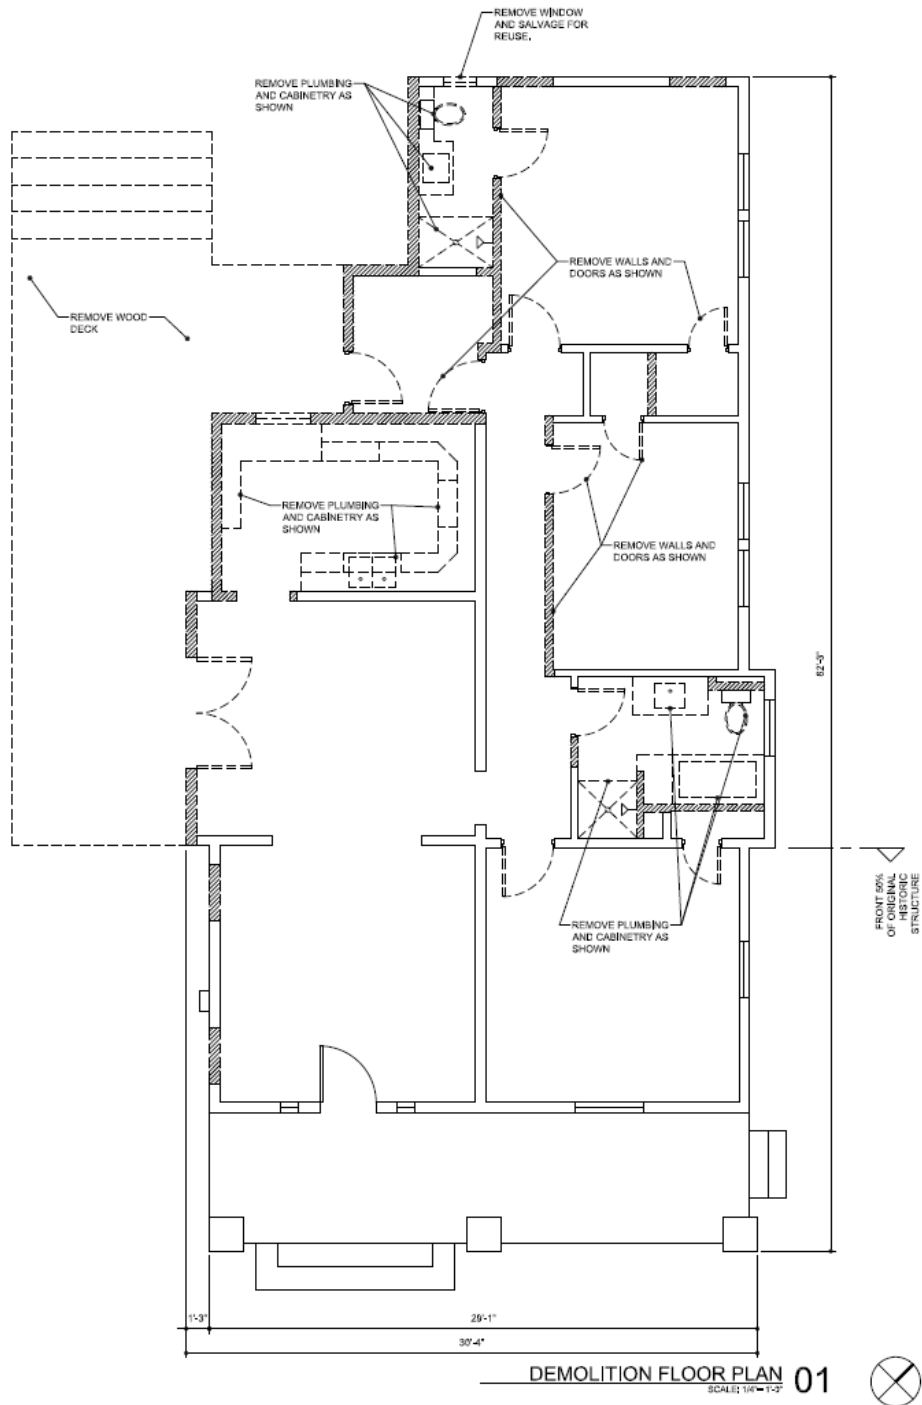 REMOVE WINDOW
AND SALVAGE FOR
REUSE.
REMOVE PLUMBING
AND CABINETRY AS
SHOWN
REMOVE WALLS AND
DOORS AS SHOWN
REMOVE WOOD
DECK
REMOVE PLUMBING
AND CABINETRY AS
SHOWN
REMOVE WALLS AND
DOORS AS SHOWN
62'-5"
FRONT 50%
OF ORIGINAL
HISTORIC
STRUCTURE
REMOVE PLUMBING
AND CABINETRY AS
SHOWN
1'-3"
29'-1"
30'-4"
DEMOLITION FLOOR PLAN 01
SCALE: 1/4"=1'-0"